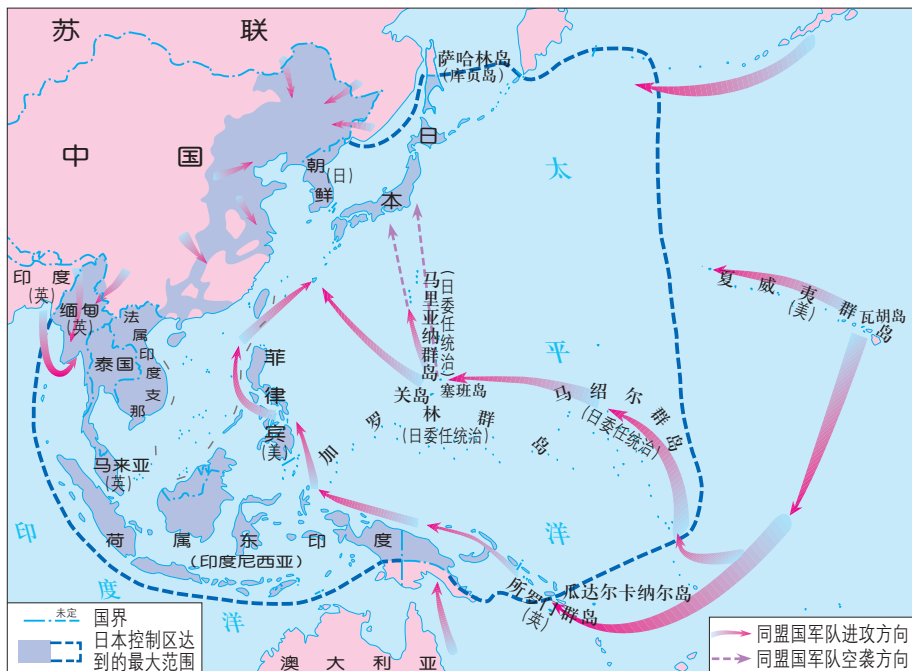 苏联
萨哈林岛
(库页岛)
中国
日本
朝鲜
(日)
太平洋
印度
(英)
缅甸
(英)
法属印度支那
泰国
马里亚纳群岛
(日委任统治)
夏威夷群岛
(美)
瓦胡岛
菲律宾
(美)
关岛
塞班岛
马绍尔群岛
(日委任统治)
加罗林群岛
(日委任统治)
马来亚
(英)
荷属东印度
(印度尼西亚)
印度洋
所罗门群岛
(英)
瓜达尔卡纳尔岛
澳大利亚
未定
国界
日本控制区达
到的最大范围
同盟国军队进攻方向
同盟国军队空袭方向